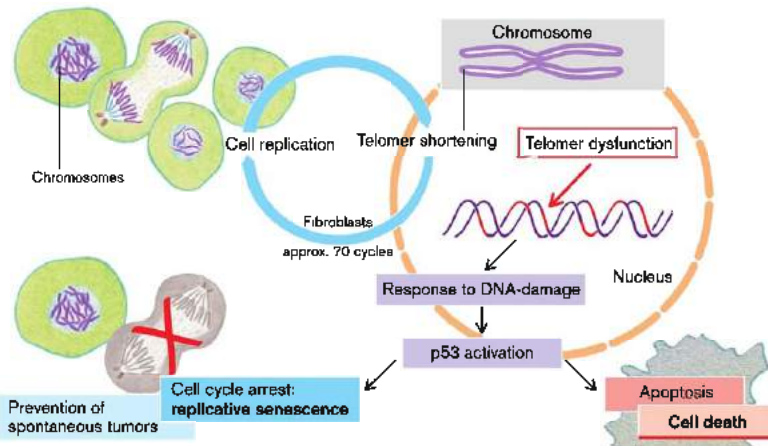 Chromosome
Cell replication
Telomer shortening
Telomer dysfunction
Chromosomes
Fibroblasts
approx. 70 cycles
Nucleus
Response to DNA-damage
p53 activation
Cell cycle arrest:
replicative senescence
Prevention of
spontaneous tumors
Apoptosis
Cell death